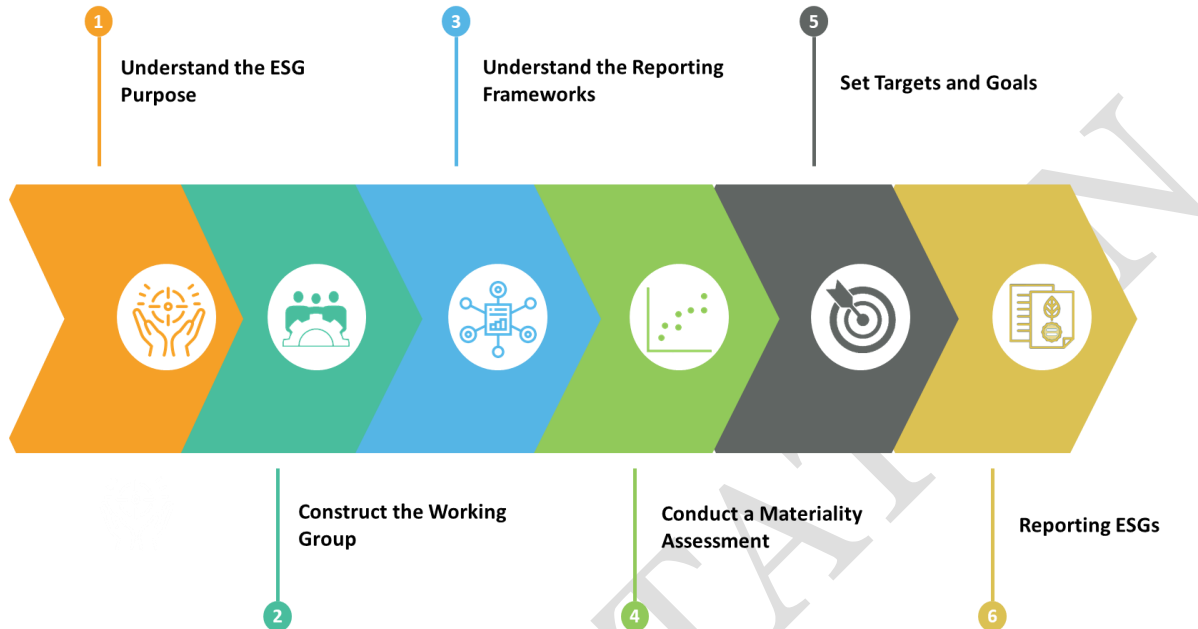 1
Understand the ESG
Purpose
3
Understand the Reporting
Frameworks
5
Set Targets and Goals
Construct the Working
Group
2
Conduct a Materiality
Assessment
4
Reporting ESGs
6